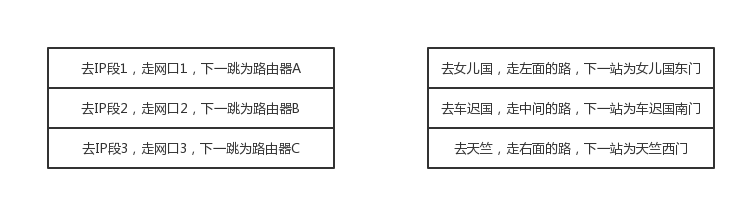 去IP段1，走网口1，下一跳为路由器A
去IP段2，走网口2，下一跳为路由器B
去IP段3，走网口3，下一跳为路由器C
去女儿国，走左面的路，下一站为女儿国东门
去车迟国，走中间的路，下一站为车迟国南门
去天竺，走右面的路，下一站为天竺西门